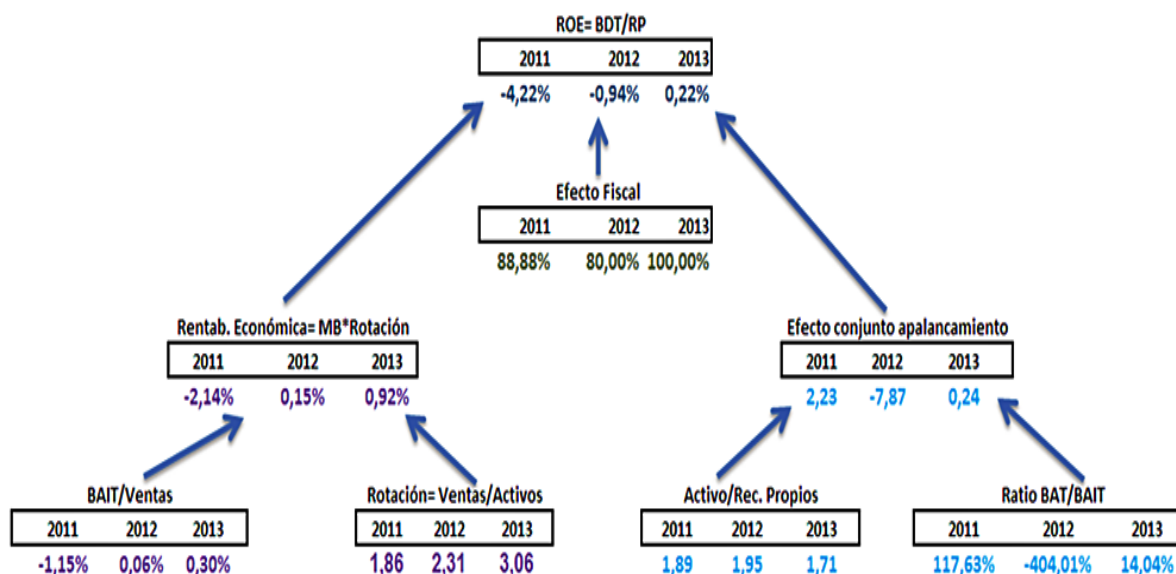 ROE= BDT/RP
2011 2012 2013
-4,22% -0,94% 0,22%
Efecto Fiscal
2011 2012 2013
88,88% 80,00% 100,00%
Rentab. Económica= MB*Rotación
2011 2012 2013
-2,14% 0,15% 0,92%
Efecto conjunto apalancamiento
2011 2012 2013
2,23 -7,87 0,24
BAIT/Ventas
2011 2012 2013
-1,15% 0,06% 0,30%
Rotación= Ventas/Activos
2011 2012 2013
1,86 2,31 3,06
Activo/Rec. Propios
2011 2012 2013
1,89 1,95 1,71
Ratio BAT/BAIT
2011 2012 2013
117,63% -404,01% 14,04%